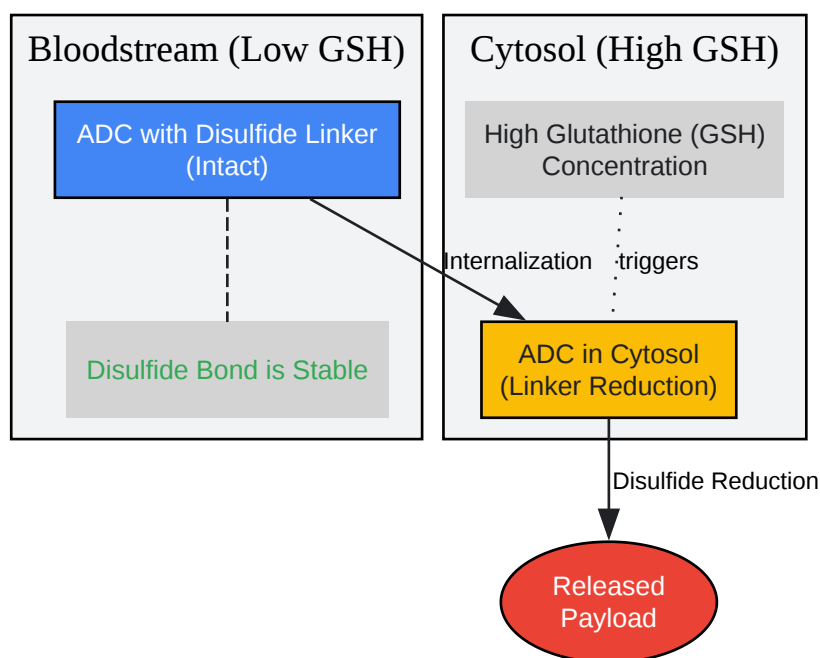 Bloodstream (Low GSH)
ADC with Disulfide Linker
(Intact)
Disulfide Bond is Stable
Cytosol (High GSH)
High Glutathione (GSH)
Concentration
Internalization
triggers
ADC in Cytosol
(Linker Reduction)
Disulfide Reduction
Released
Payload